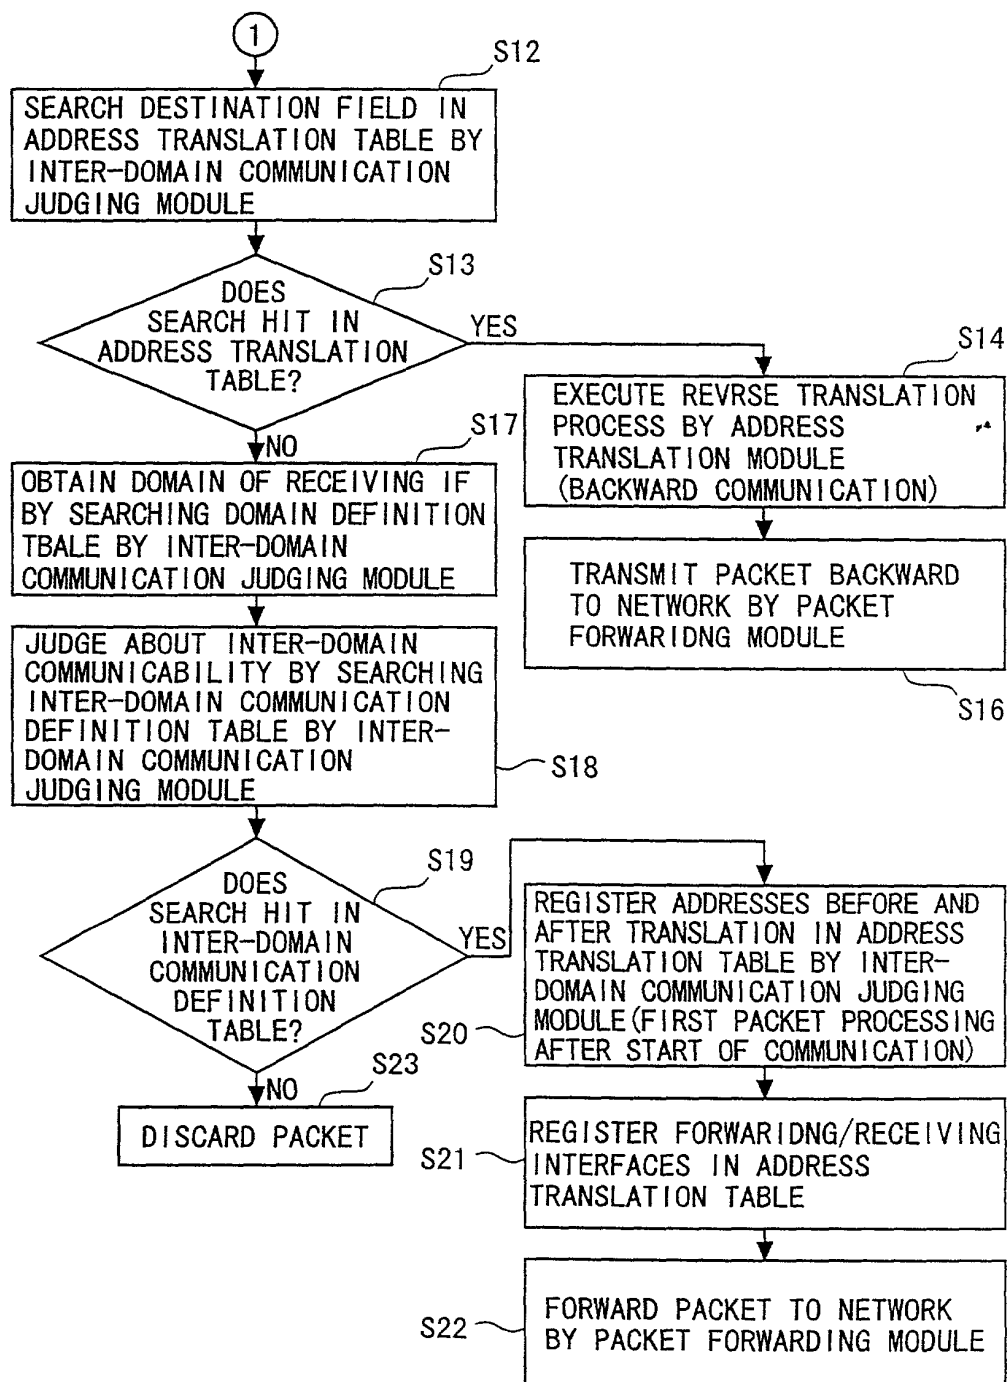 1
S12
SEARCH DESTINATION FIELD IN
ADDRESS TRANSLATION TABLE BY
INTER-DOMAIN COMMUNICATION
JUDGING MODULE
S13
DOES
SEARCH HIT IN
ADDRESS TRANSLATION
TABLE?
YES
S14
EXECUTE REVRSE TRANSLATION
PROCESS BY ADDRESS
TRANSLATION MODULE
(BACKWARD COMMUNICATION)
TRANSMIT PACKET BACKWARD
TO NETWORK BY PACKET
FORWARIDNG MODULE
S16
NO
S17
OBTAIN DOMAIN OF RECEIVING IF
BY SEARCHING DOMAIN DEFINITION
TBALE BY INTER-DOMAIN
COMMUNICATION JUDGING MODULE
JUDGE ABOUT INTER-DOMAIN
COMMUNICABILITY BY SEARCHING
INTER-DOMAIN COMMUNICATION
DEFINITION TABLE BY INTER-
DOMAIN COMMUNICATION
JUDGING MODULE
S18
S19
DOES
SEARCH HIT IN
INTER-DOMAIN
COMMUNICATION
DEFINITION
TABLE?
YES
NO
S23
DISCARD PACKET
REGISTER ADDRESSES BEFORE AND
AFTER TRANSLATION IN ADDRESS
TRANSLATION TABLE BY INTER-
DOMAIN COMMUNICATION JUDGING
MODULE(FIRST PACKET PROCESSING
AFTER START OF COMMUNICATION)
S20
REGISTER FORWARIDNG/RECEIVING
INTERFACES IN ADDRESS
TRANSLATION TABLE
S21
FORWARD PACKET TO NETWORK
BY PACKET FORWARDING MODULE
S22